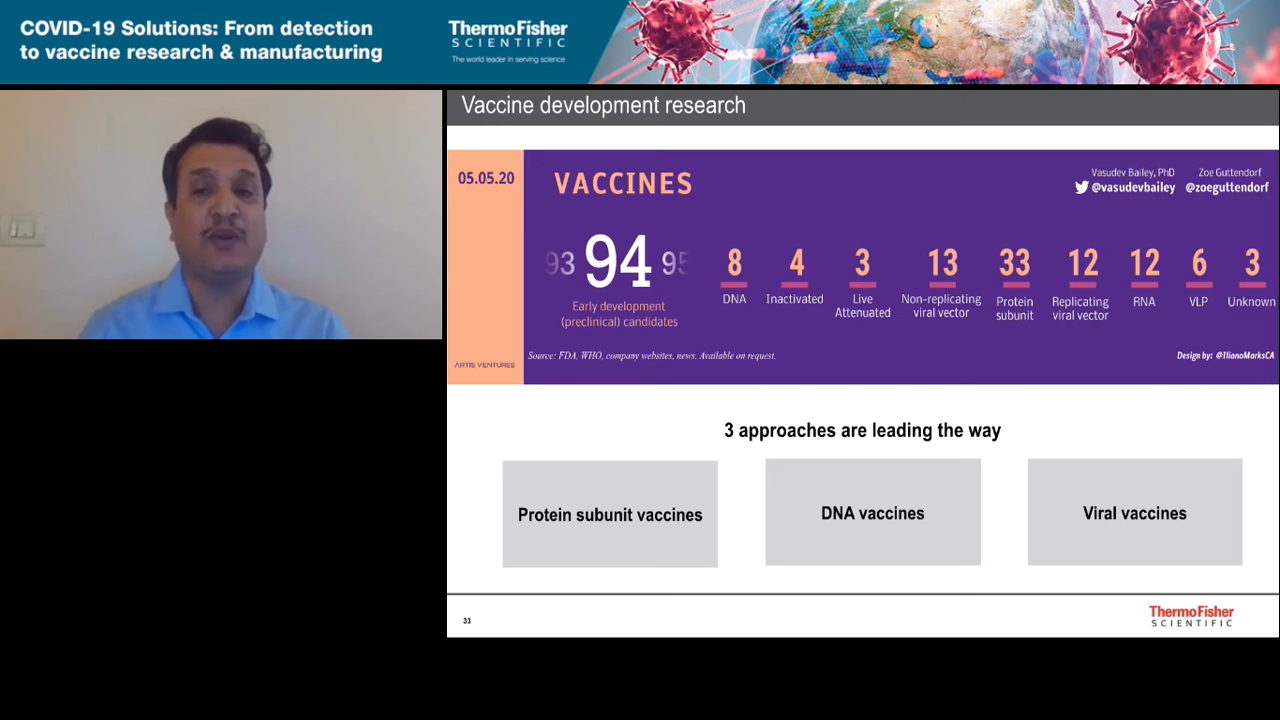 COVID-19 Solutions: From detection
to vaccine research & manufacturing
ThermoFisher
SCIENTIFIC
The world leader in serving science
Vaccine development research
05.05.20
VACCINES
Vasudev Bailey, PhD
@vasudevbailey
Zoe Guttendorf
@zoeguttendorf
93 94 95
Early development
(preclinical) candidates
8
DNA
4
Inactivated
3
Live
Attenuated
13
Non-replicating
viral vector
33
Protein
subunit
12
Replicating
viral vector
12
RNA
6
VLP
3
Unknown
ARTIS VENTURES
Source: FDA, WHO, company websites, news. Available on request.
Design by: @IlianaMarksCA
3 approaches are leading the way
Protein subunit vaccines
DNA vaccines
Viral vaccines
33
ThermoFisher
SCIENTIFIC